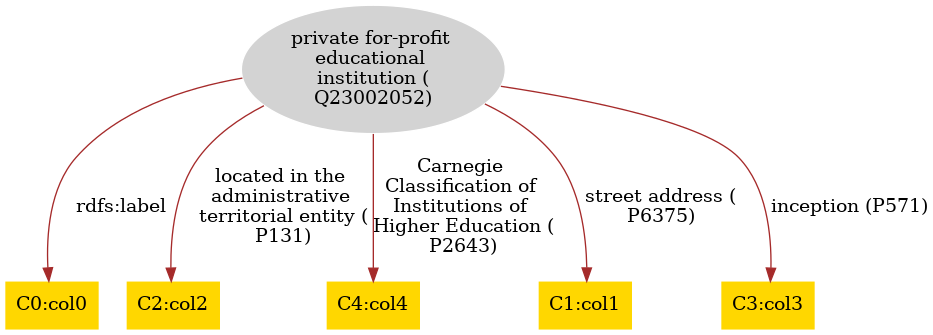 private for-profit
educational
institution (
Q23002052)
rdfs:label
located in the
administrative
territorial entity (
P131)
Carnegie
Classification of
Institutions of
Higher Education (
P2643)
street address (
P6375)
inception (P571)
C0:col0
C2:col2
C4:col4
C1:col1
C3:col3